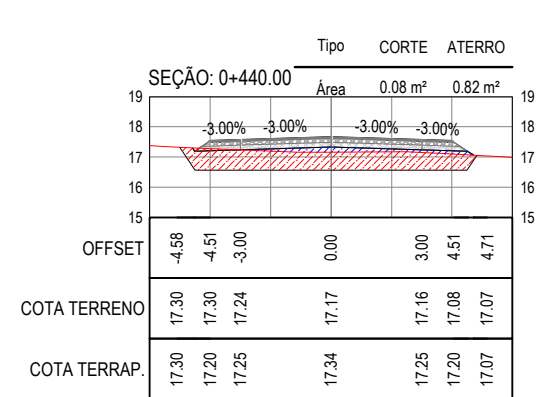 Tipo CORTE ATERRO
SEÇÃO: 0+440.00 Área 0.08 m² 0.82 m²
19 19
18 -3.00% -3.00% -3.00% -3.00% 18
17 17
16 16
15 15
OFFSET -4.58 -4.51 -3.00 0.00 3.00 4.51 4.71
COTA TERRENO 17.30 17.30 17.24 17.17 17.16 17.08 17.07
COTA TERRAP. 17.30 17.20 17.25 17.34 17.25 17.20 17.07